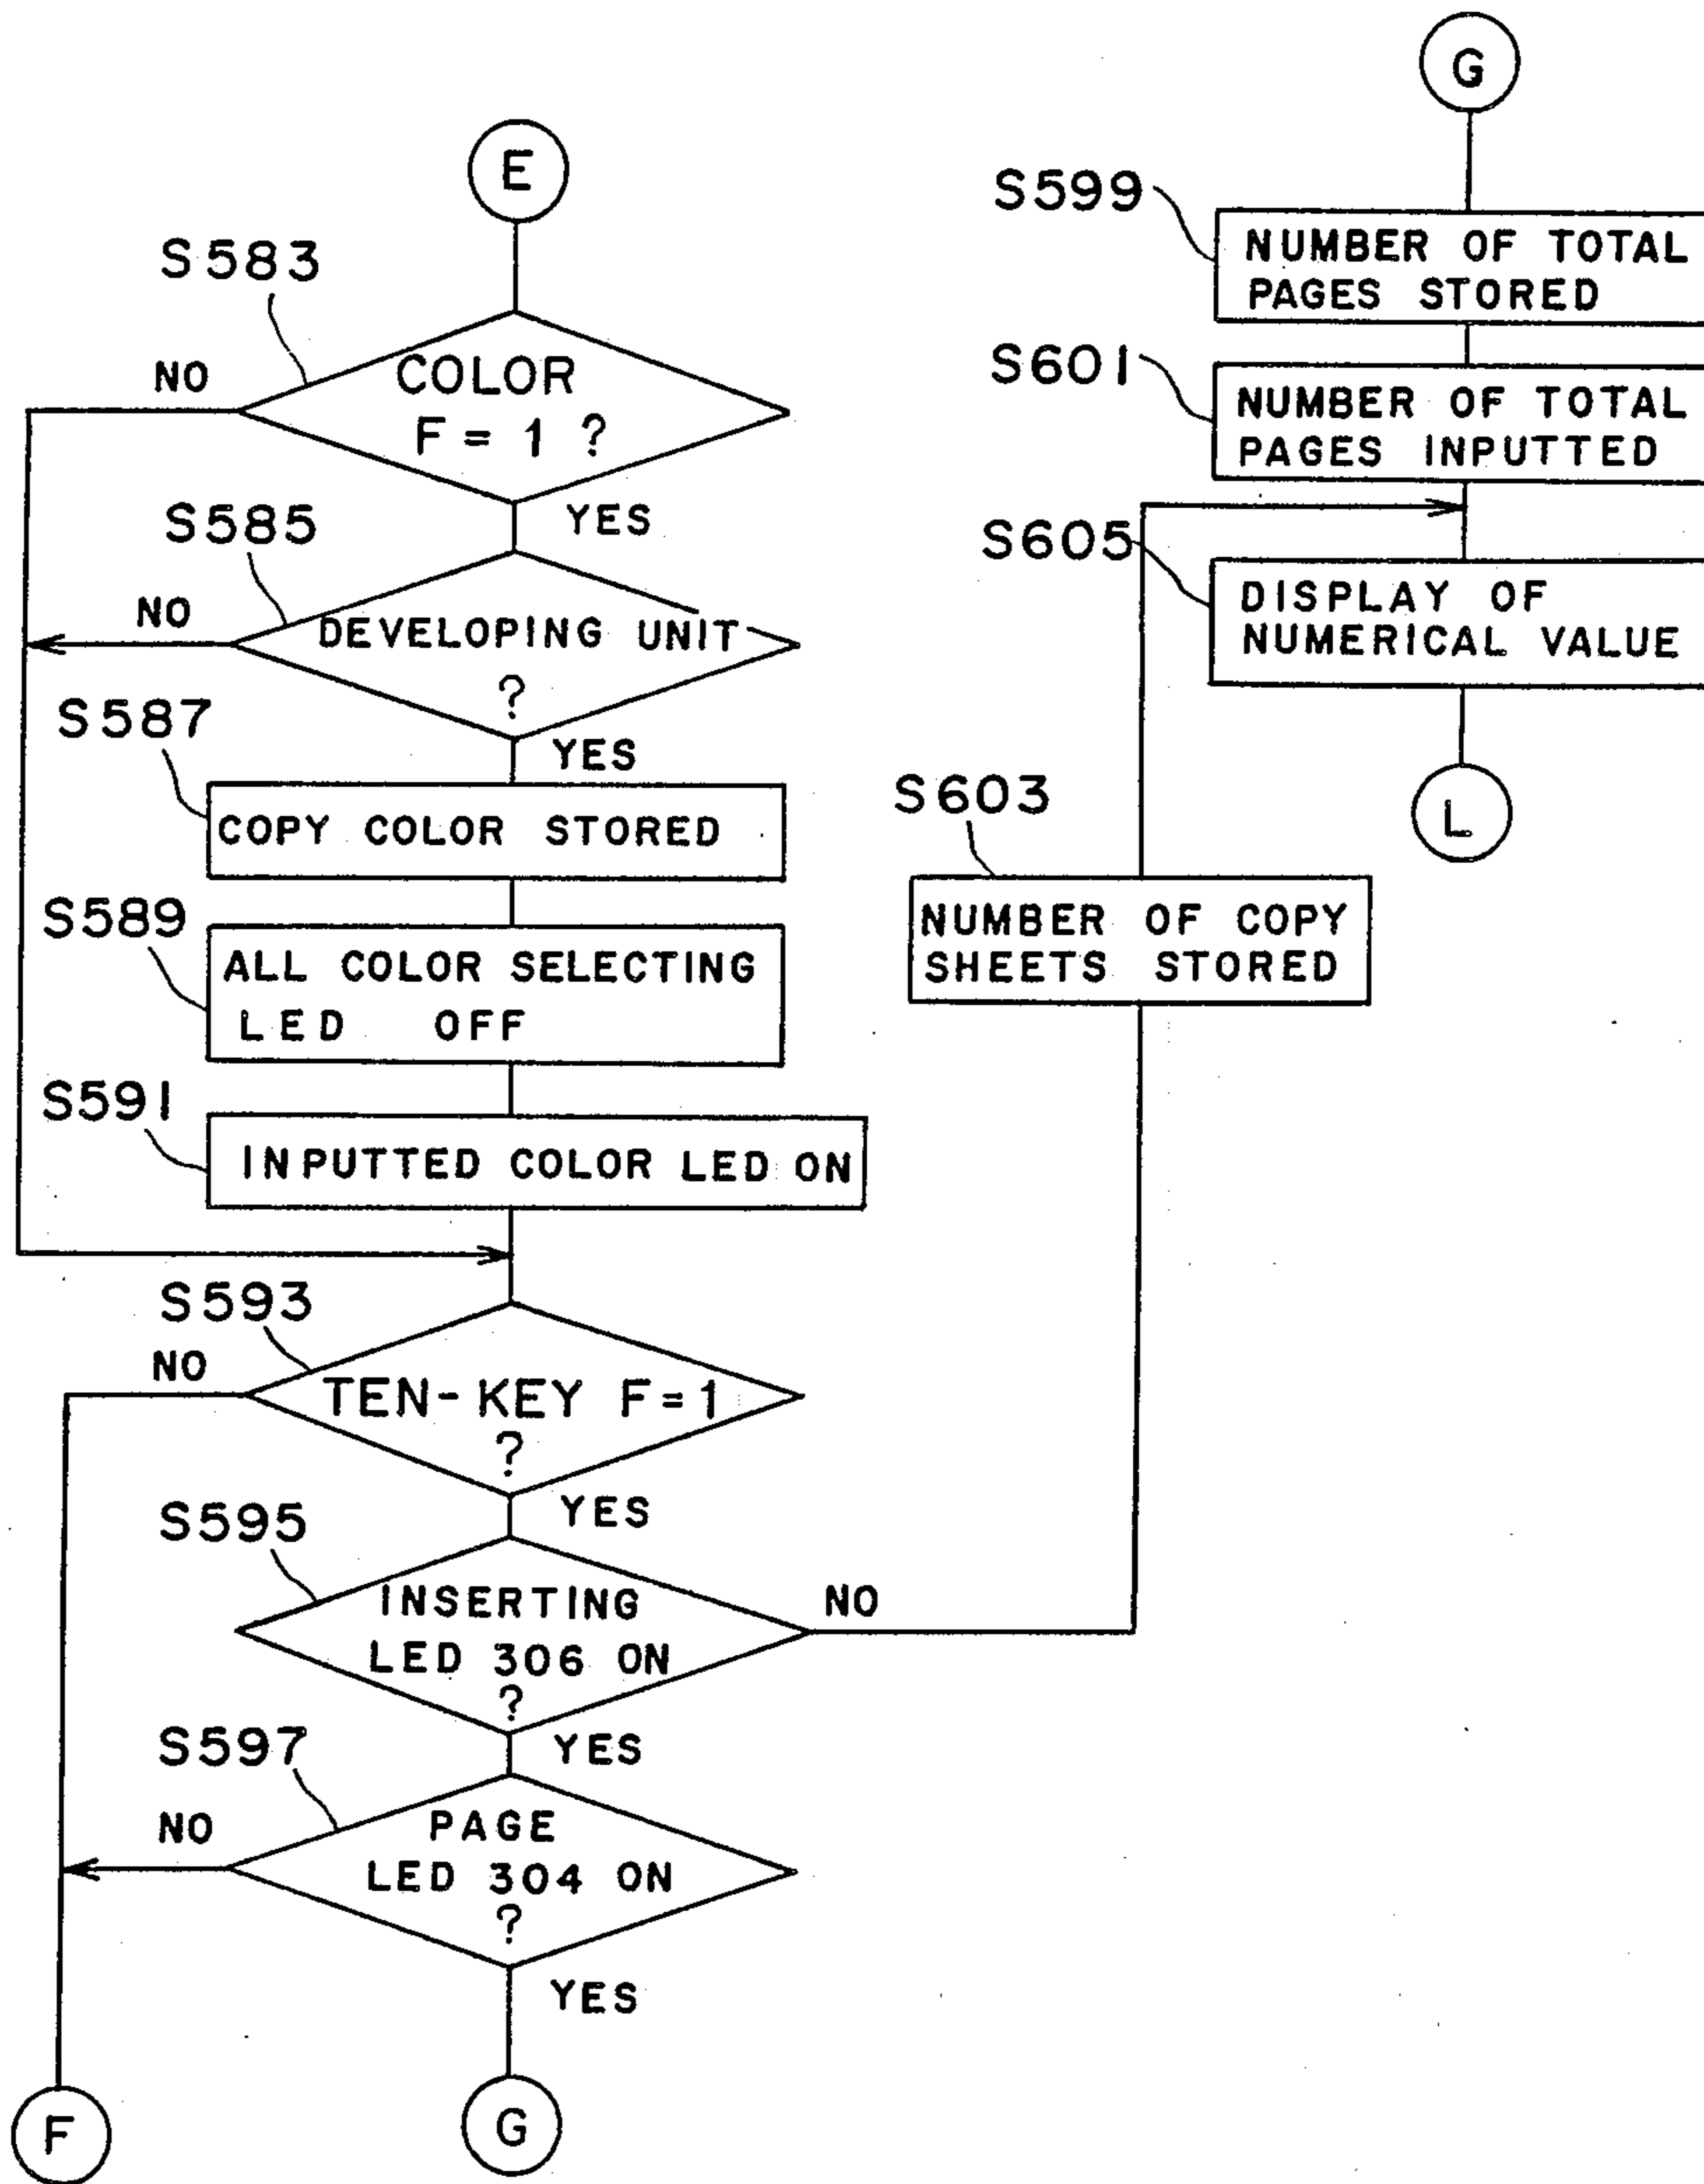 E
S583
COLOR
F = 1 ?
NO
YES
S585
DEVELOPING UNIT
?
NO
YES
S587
COPY COLOR STORED
S589
ALL COLOR SELECTING
LED OFF
S591
INPUTTED COLOR LED ON
S593
NO
TEN-KEY F=1
?
YES
S595
INSERTING
LED 306 ON
?
NO
YES
S597
PAGE
LED 304 ON
?
NO
YES
F
G
G
S599
NUMBER OF TOTAL
PAGES STORED
S601
NUMBER OF TOTAL
PAGES INPUTTED
S605
DISPLAY OF
NUMERICAL VALUE
L
S603
NUMBER OF COPY
SHEETS STORED